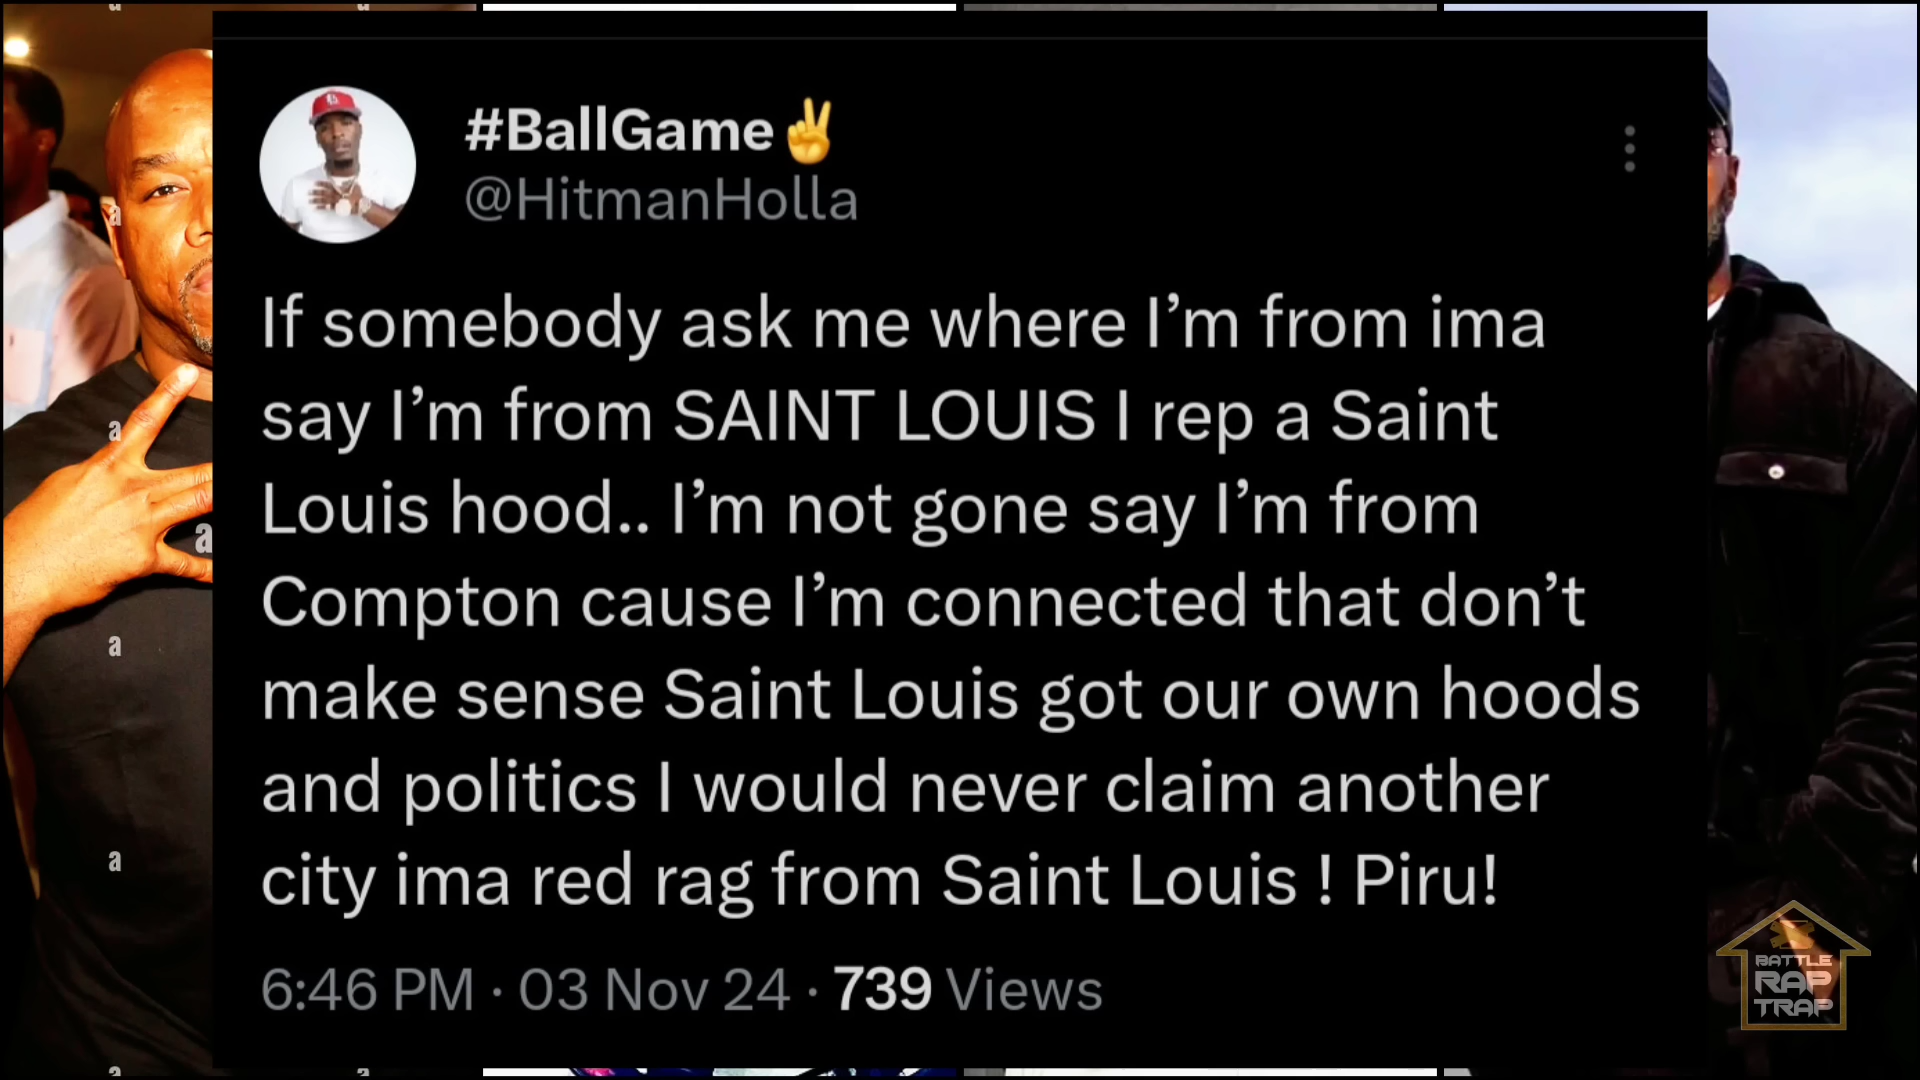 #BallGame✌️
@HitmanHolla
If somebody ask me where I’m from ima
say I’m from SAINT LOUIS I rep a Saint
Louis hood.. I’m not gone say I’m from
Compton cause I’m connected that don’t
make sense Saint Louis got our own hoods
and politics I would never claim another
city ima red rag from Saint Louis ! Piru!
6:46 PM · 03 Nov 24 · 739 Views
a
a
a
a
a
a
BATTLE
RAP
TRAP